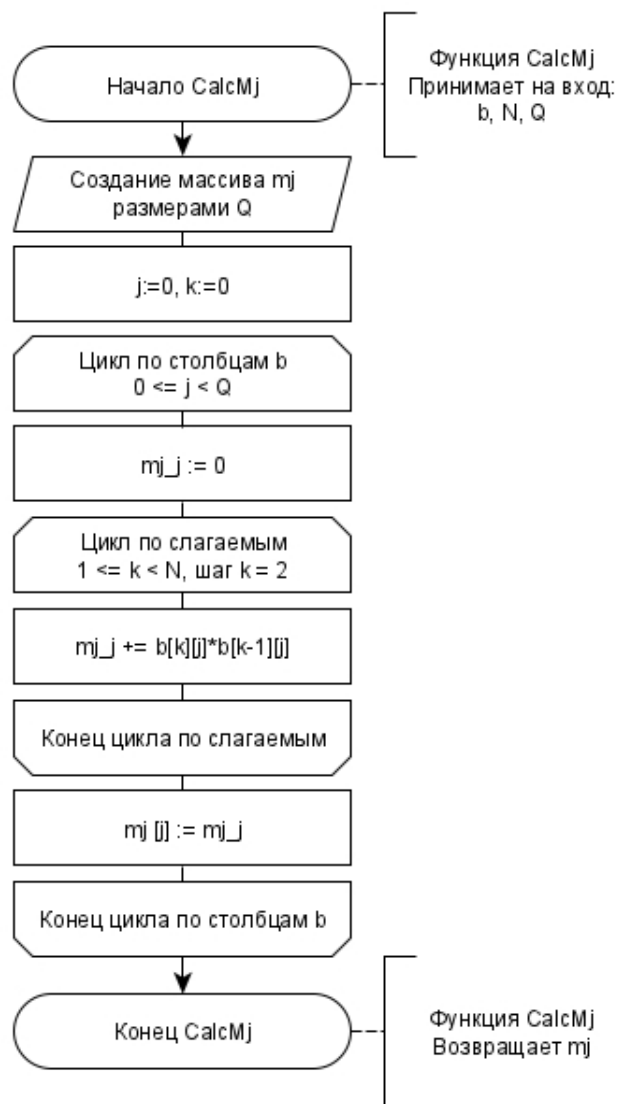 Начало CalcMj
Функция CalcMj
Принимает на вход:
b, N, Q
Создание массива mj
размерами Q
j:=0, k:=0
Цикл по столбцам b
0 <= j < Q
mj_j := 0
Цикл по слагаемым
1 <= k < N, шаг k = 2
mj_j += b[k][j]*b[k-1][j]
Конец цикла по слагаемым
mj [j] := mj_j
Конец цикла по столбцам b
Конец CalcMj
Функция CalcMj
Возвращает mj